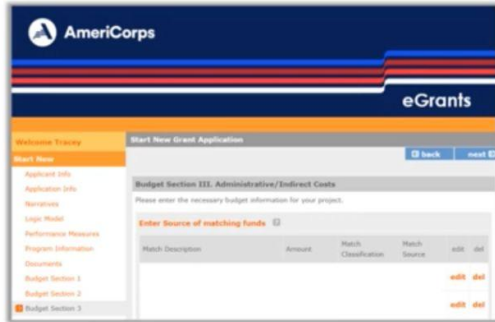 AmeriCorps
eGrants
Welcome Tracey
Start New
Applicant Info
Application Info
Narratives
Logic Model
Performance Measures
Program Information
Documents
Budget Section 1
Budget Section 2
Budget Section 3
Start New Grant Application
back next
Budget Section III. Administrative/Indirect Costs
Please enter the necessary budget information for your project.
Enter Source of matching funds
Match Description Amount Match Classification Match Source edit del
edit del
edit del